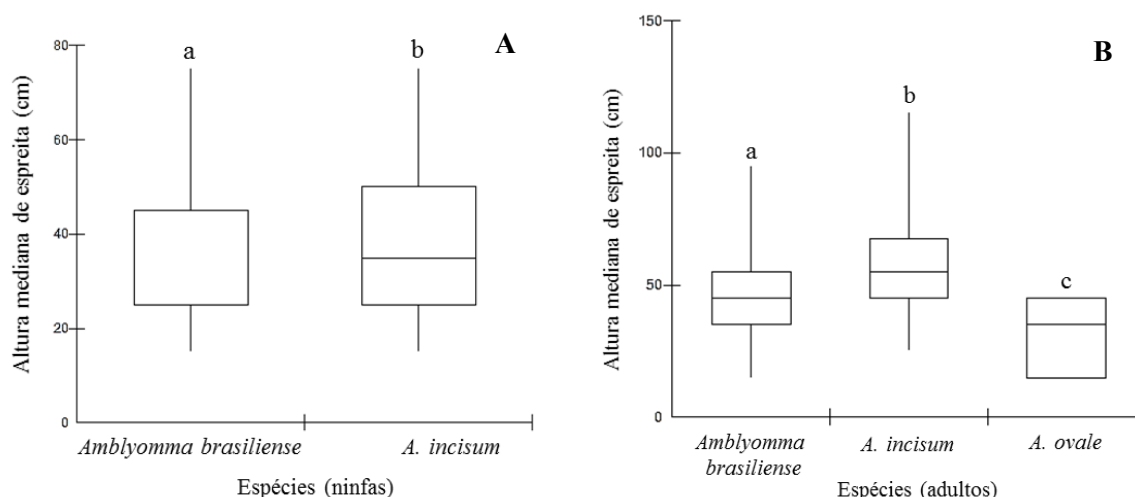 A
Altura mediana de espreita (cm)
80
60
40
20
0
a
b
Amblyomma brasiliense
A. incisum
Espécies (ninfas)
B
Altura mediana de espreita (cm)
150
100
50
0
a
b
c
Amblyomma
brasiliense
A. incisum
A. ovale
Espécies (adultos)